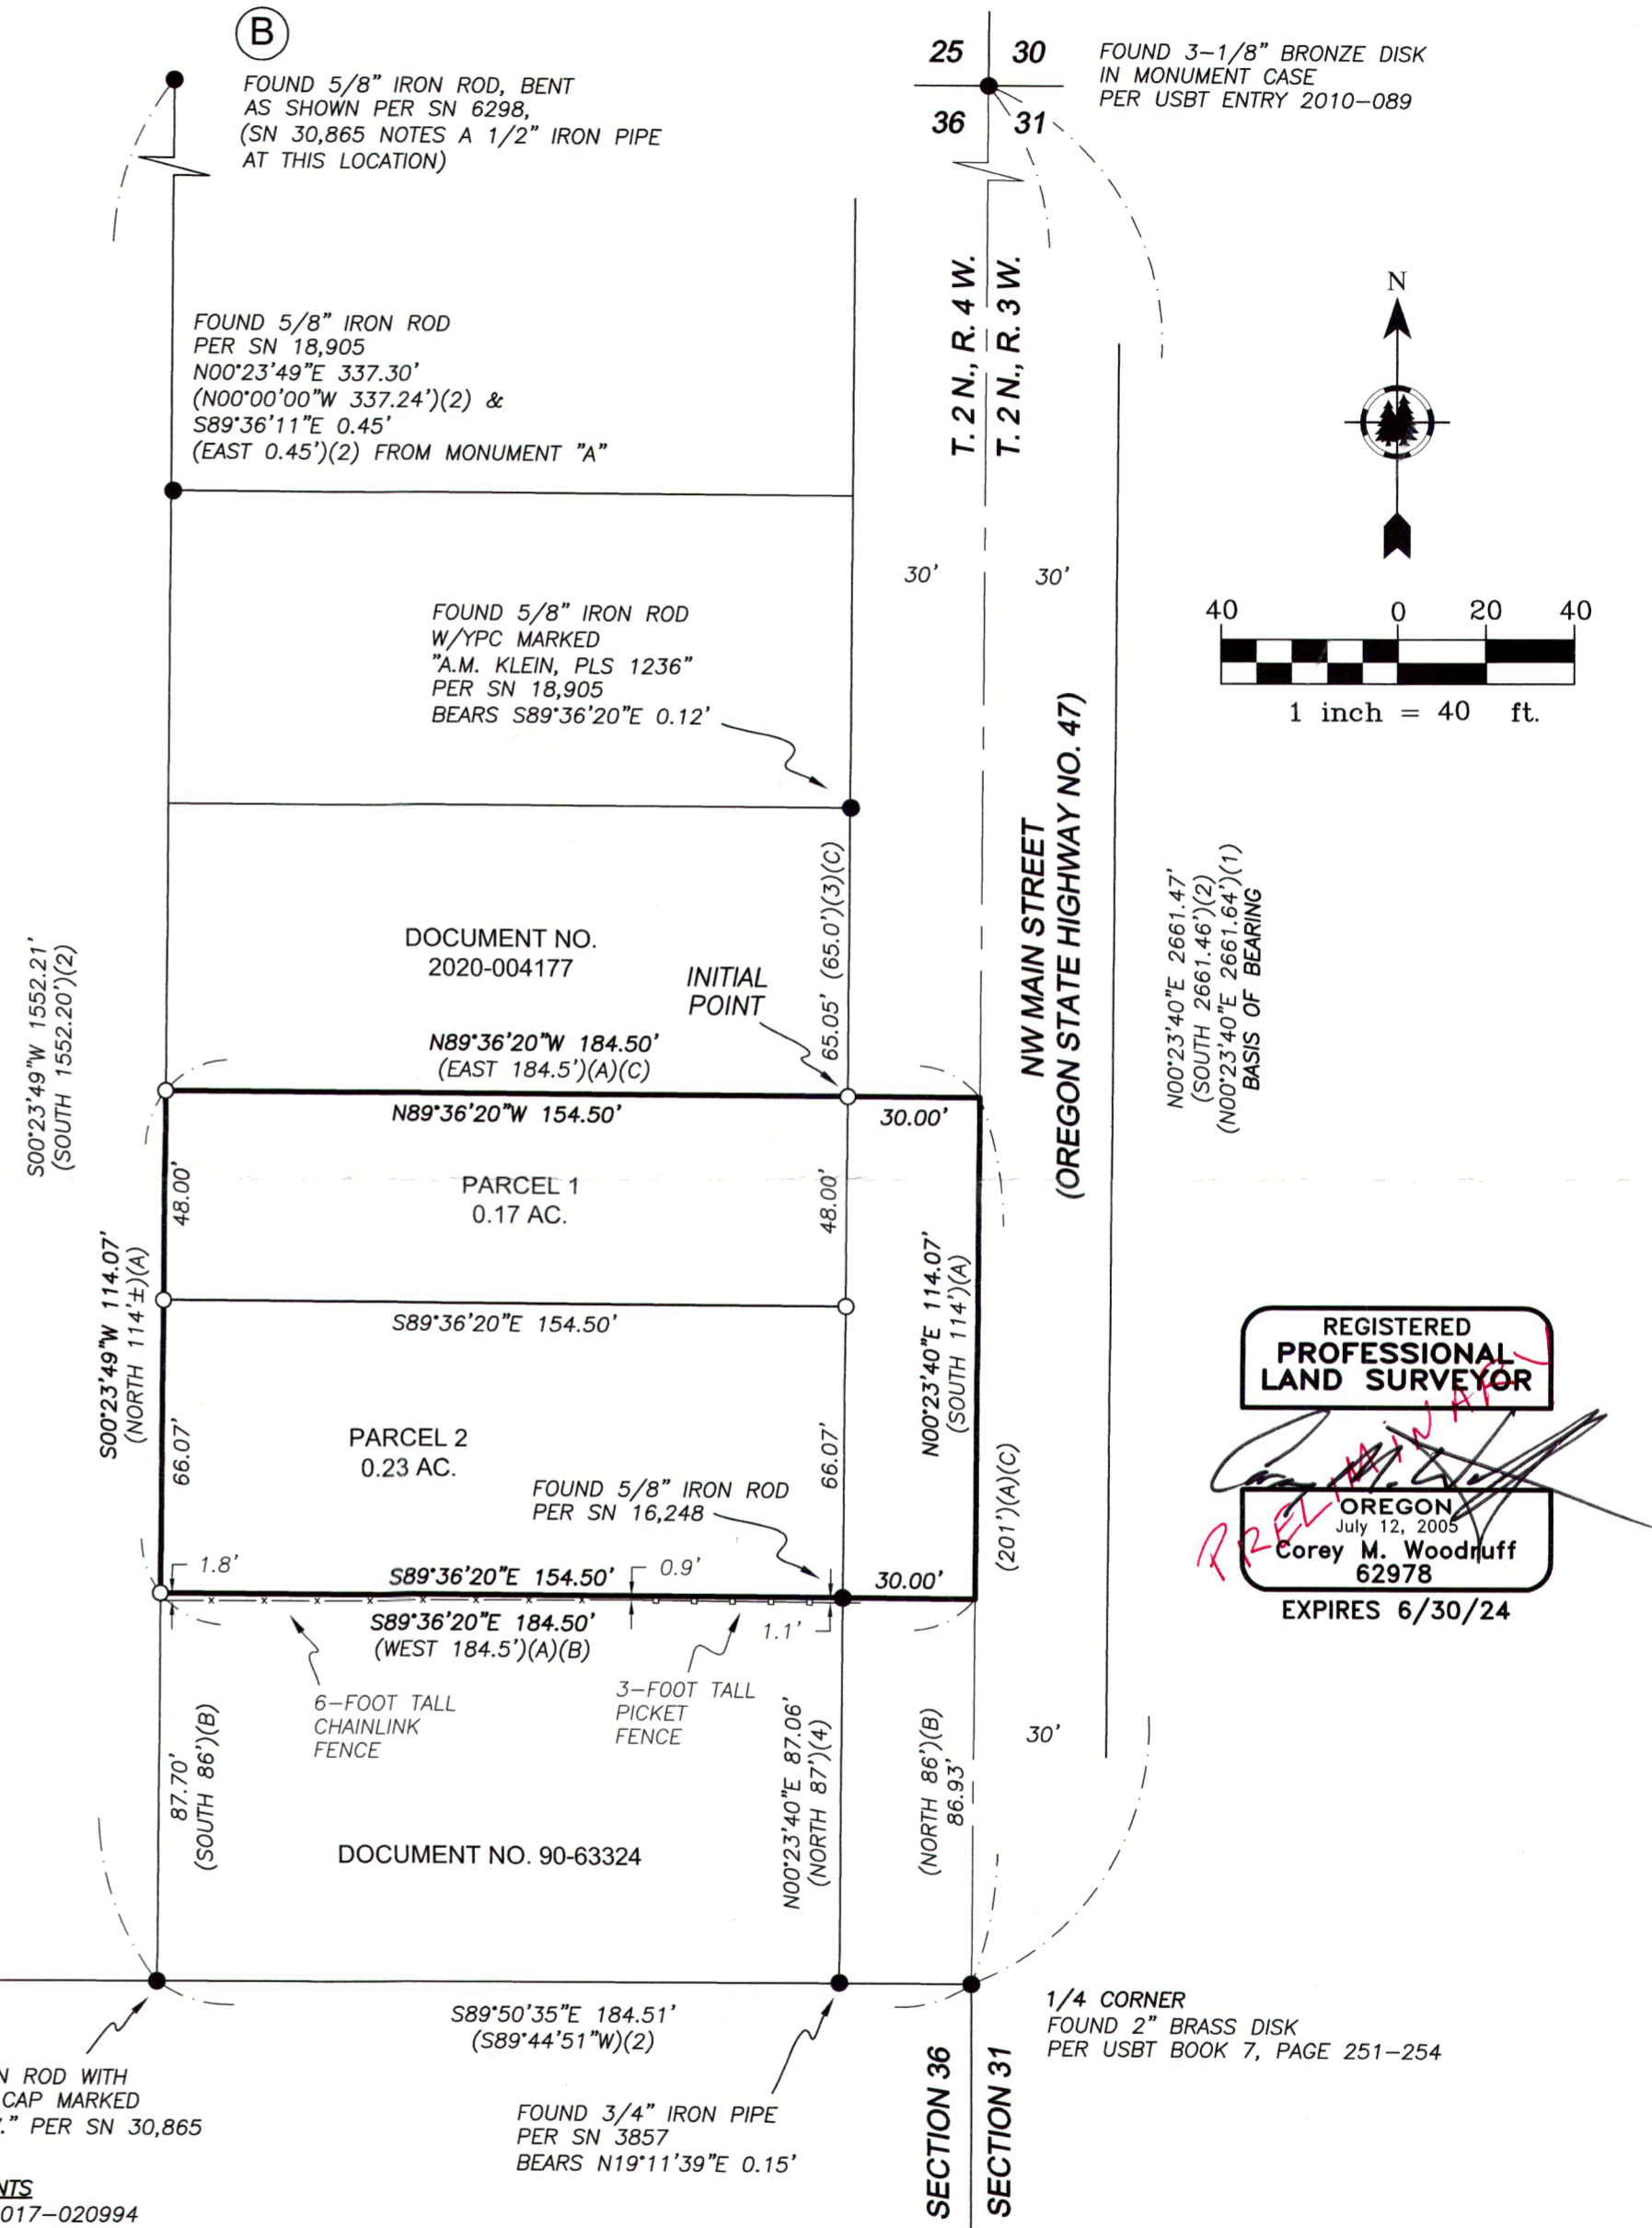 B
FOUND 5/8" IRON ROD, BENT
AS SHOWN PER SN 6298,
(SN 30,865 NOTES A 1/2" IRON PIPE
AT THIS LOCATION)
25
30
36
31
FOUND 3-1/8" BRONZE DISK
IN MONUMENT CASE
PER USBT ENTRY 2010-089
T. 2 N., R. 4 W.
T. 2 N., R. 3 W.
N
FOUND 5/8" IRON ROD
PER SN 18,905
N00°23'49"E 337.30'
(N00°00'00"W 337.24')(2) &
S89°36'11"E 0.45'
(EAST 0.45')(2) FROM MONUMENT "A"
30'
30'
40 0 20 40
1 inch = 40 ft.
FOUND 5/8" IRON ROD
W/YPC MARKED
"A.M. KLEIN, PLS 1236"
PER SN 18,905
BEARS S89°36'20"E 0.12'
NW MAIN STREET
(OREGON STATE HIGHWAY NO. 47)
N00°23'40"E 2661.47'
(SOUTH 2661.46')(2)
(N00°23'40"E 2661.64')(1)
BASIS OF BEARING
S00°23'49"W 1552.21'
(SOUTH 1552.20')(2)
DOCUMENT NO.
2020-004177
65.05' (65.0')(3)(C)
INITIAL
POINT
N89°36'20"W 184.50'
(EAST 184.5')(A)(C)
N89°36'20"W 154.50'
30.00'
48.00'
PARCEL 1
0.17 AC.
48.00'
S00°23'49"W 114.07'
(NORTH 114'±)(A)
N00°23'40"E 114.07'
(SOUTH 114')(A)
S89°36'20"E 154.50'
66.07'
PARCEL 2
0.23 AC.
66.07'
FOUND 5/8" IRON ROD
PER SN 16,248
(201')(A)(C)
1.8'
S89°36'20"E 154.50'
0.9'
30.00'
S89°36'20"E 184.50'
(WEST 184.5')(A)(B)
1.1'
6-FOOT TALL
CHAINLINK
FENCE
3-FOOT TALL
PICKET
FENCE
87.70'
(SOUTH 86')(B)
N00°23'40"E 87.06'
(NORTH 87')(4)
(NORTH 86')(B)
86.93'
30'
DOCUMENT NO. 90-63324
REGISTERED
PROFESSIONAL
LAND SURVEYOR
PRELIMINARY
OREGON
July 12, 2005
Corey M. Woodruff
62978
EXPIRES 6/30/24
S89°50'35"E 184.51'
(S89°44'51"W)(2)
1/4 CORNER
FOUND 2" BRASS DISK
PER USBT BOOK 7, PAGE 251-254
N ROD WITH
CAP MARKED
." PER SN 30,865
FOUND 3/4" IRON PIPE
PER SN 3857
BEARS N19°11'39"E 0.15'
SECTION 36
SECTION 31
NTS
017-020994